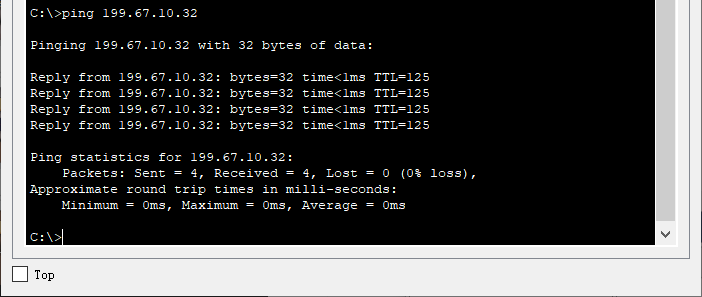 C:\>ping 199.67.10.32
Pinging 199.67.10.32 with 32 bytes of data:
Reply from 199.67.10.32: bytes=32 time<1ms TTL=125
Reply from 199.67.10.32: bytes=32 time<1ms TTL=125
Reply from 199.67.10.32: bytes=32 time<1ms TTL=125
Reply from 199.67.10.32: bytes=32 time<1ms TTL=125
Ping statistics for 199.67.10.32:
    Packets: Sent = 4, Received = 4, Lost = 0 (0% loss),
Approximate round trip times in milli-seconds:
    Minimum = 0ms, Maximum = 0ms, Average = 0ms
C:\>
Top